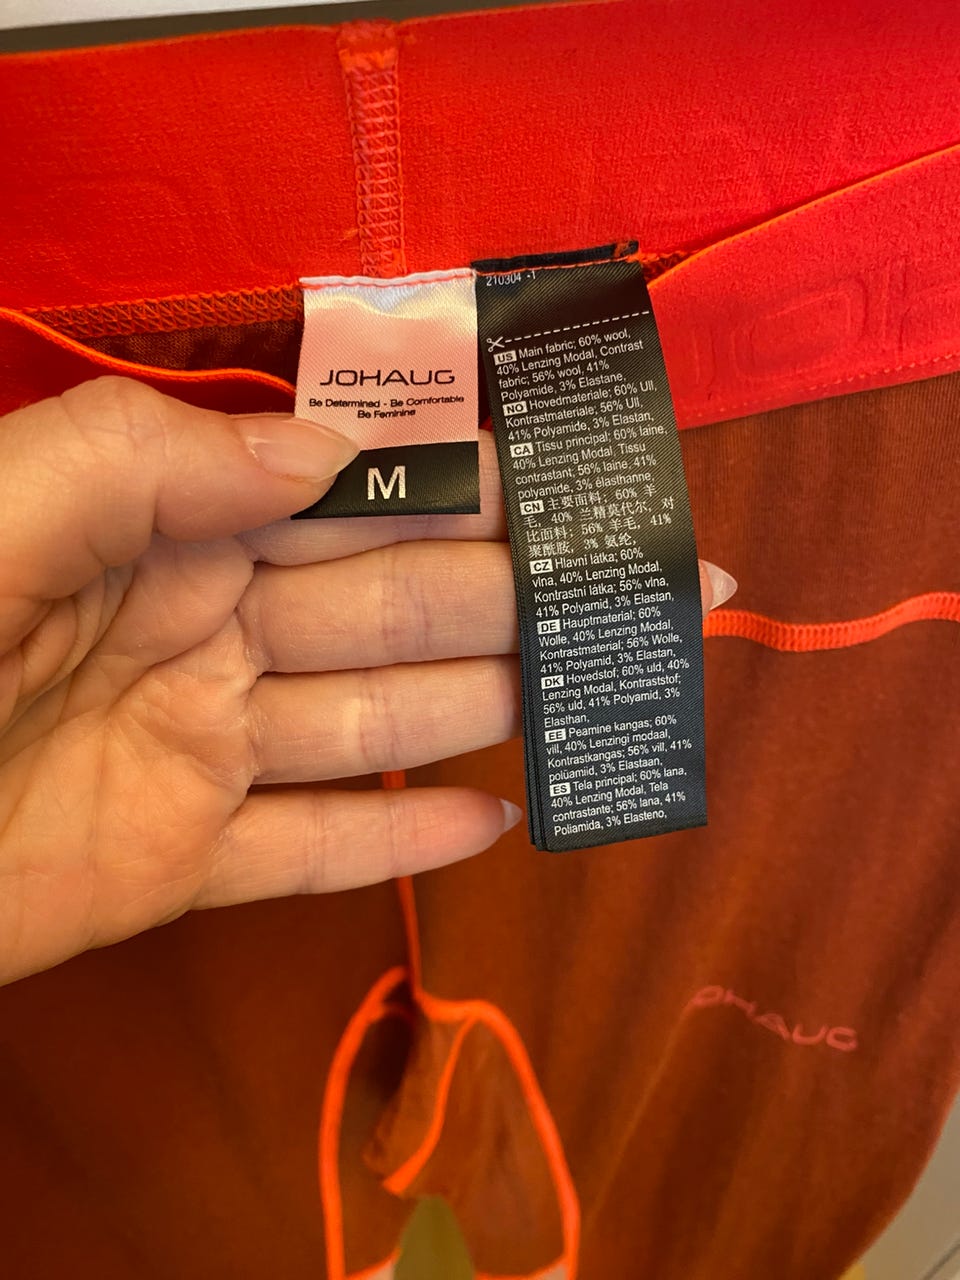 JOHAUG
Be Determined - Be Comfortable
Be Feminine
M
210304 -1
US Main fabric; 60% wool,
40% Lenzing Modal, Contrast
fabric; 56% wool, 41%
Polyamide, 3% Elastane,
NO Hovedmateriale; 60% Ull,
Kontrastmateriale; 56% Ull,
41% Polyamide, 3% Elastan,
CA Tissu principal; 60% laine,
40% Lenzing Modal, Tissu
contrastant; 56% laine, 41%
polyamide, 3% élasthanne,
CN 主要面料; 60% 羊
毛, 40% 兰精莫代尔, 对
比面料; 56% 羊毛, 41%
聚酰胺, 3% 氨纶,
CZ Hlavní látka; 60%
vlna, 40% Lenzing Modal,
Kontrastní látka; 56% vlna,
41% Polyamid, 3% Elastan,
DE Hauptmaterial; 60%
Wolle, 40% Lenzing Modal,
Kontrastmaterial; 56% Wolle,
41% Polyamid, 3% Elastan,
DK Hovedstof; 60% uld, 40%
Lenzing Modal, Kontraststof;
56% uld, 41% Polyamid, 3%
Elasthan,
EE Peamine kangas; 60%
vill, 40% Lenzingi modaal,
Kontrastkangas; 56% vill, 41%
polüamiid, 3% Elastaan,
ES Tela principal; 60% lana,
40% Lenzing Modal, Tela
contrastante; 56% lana, 41%
Poliamida, 3% Elasteno,
JOHAUG